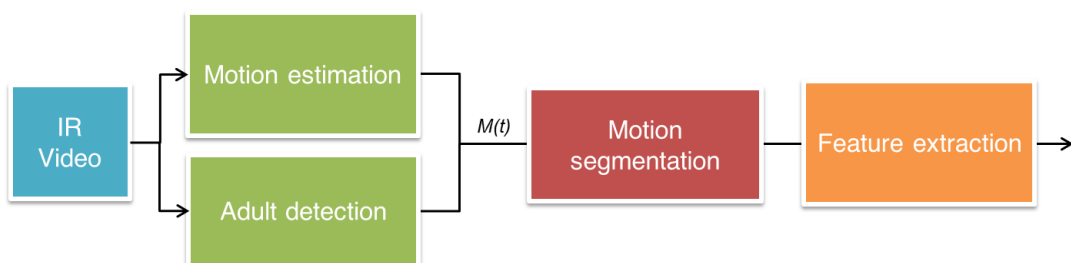 IR
Video
Motion estimation
Adult detection
M(t)
Motion
segmentation
Feature extraction